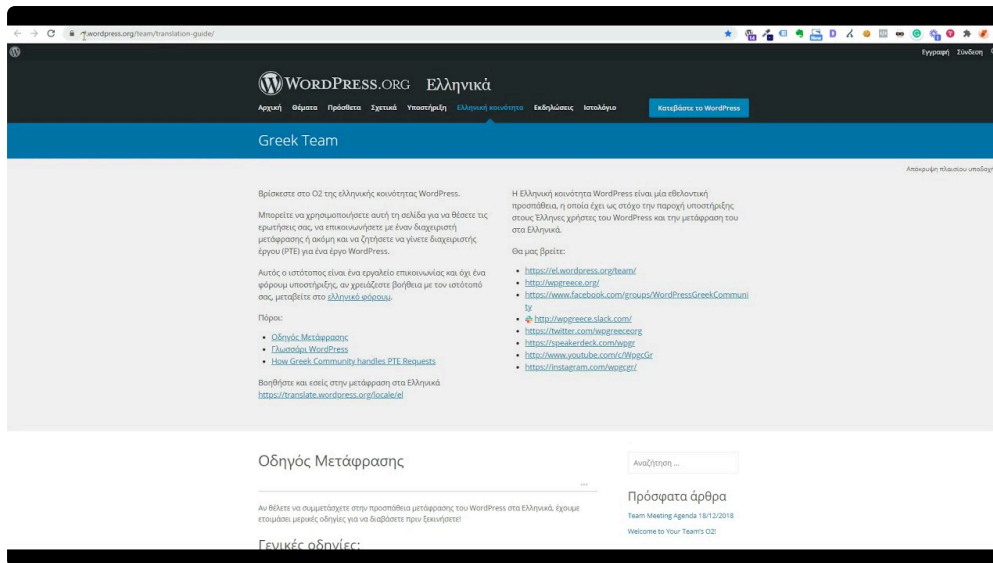 wordpress.org/team/translation-guide/
Εγγραφή Σύνδεση
WORDPRESS.ORG Ελληνικά
Αρχική Θέματα Πρόσθετα Σχετικά Υποστήριξη Ελληνική κοινότητα Εκδηλώσεις Ιστολόγιο Κατεβάστε το WordPress
Greek Team
Απόκρυψη πλαισίου υποδοχή
Βρίσκεστε στο O2 της ελληνικής κοινότητας WordPress.
Μπορείτε να χρησιμοποιήσετε αυτή τη σελίδα για να θέσετε τις
ερωτήσεις σας, να επικοινωνήσετε με έναν διαχειριστή
μετάφρασης ή ακόμη και να ζητήσετε να γίνετε διαχειριστής
έργου (PTE) για ένα έργο WordPress.
Αυτός ο ιστότοπος είναι ένα εργαλείο επικοινωνίας και όχι ένα
φόρουμ υποστήριξης, αν χρειάζεστε βοήθεια με τον ιστότοπό
σας, μεταβείτε στο ελληνικό φόρουμ.
Πόροι:
Οδηγός Μετάφρασης
Γλωσσάρι WordPress
How Greek Community handles PTE Requests
Βοηθήστε και εσείς στην μετάφραση στα Ελληνικά
https://translate.wordpress.org/locale/el
Η Ελληνική κοινότητα WordPress είναι μία εθελοντική
προσπάθεια, η οποία έχει ως στόχο την παροχή υποστήριξης
στους Έλληνες χρήστες του WordPress και την μετάφραση του
στα Ελληνικά.
Θα μας βρείτε:
https://el.wordpress.org/team/
http://wpgreece.org/
https://www.facebook.com/groups/WordPressGreekCommuni
ty
http://wpgreece.slack.com/
https://twitter.com/wpgreeceorg
https://speakerdeck.com/wpgr
http://www.youtube.com/c/WpgcGr
https://instagram.com/wpgcgr/
Οδηγός Μετάφρασης
...
Αν θέλετε να συμμετάσχετε στην προσπάθεια μετάφρασης του WordPress στα Ελληνικά, έχουμε
ετοιμάσει μερικές οδηγίες για να διαβάσετε πριν ξεκινήσετε!
Γενικές οδηγίες:
Αναζήτηση ...
Πρόσφατα άρθρα
Team Meeting Agenda 18/12/2018
Welcome to Your Team's O2!